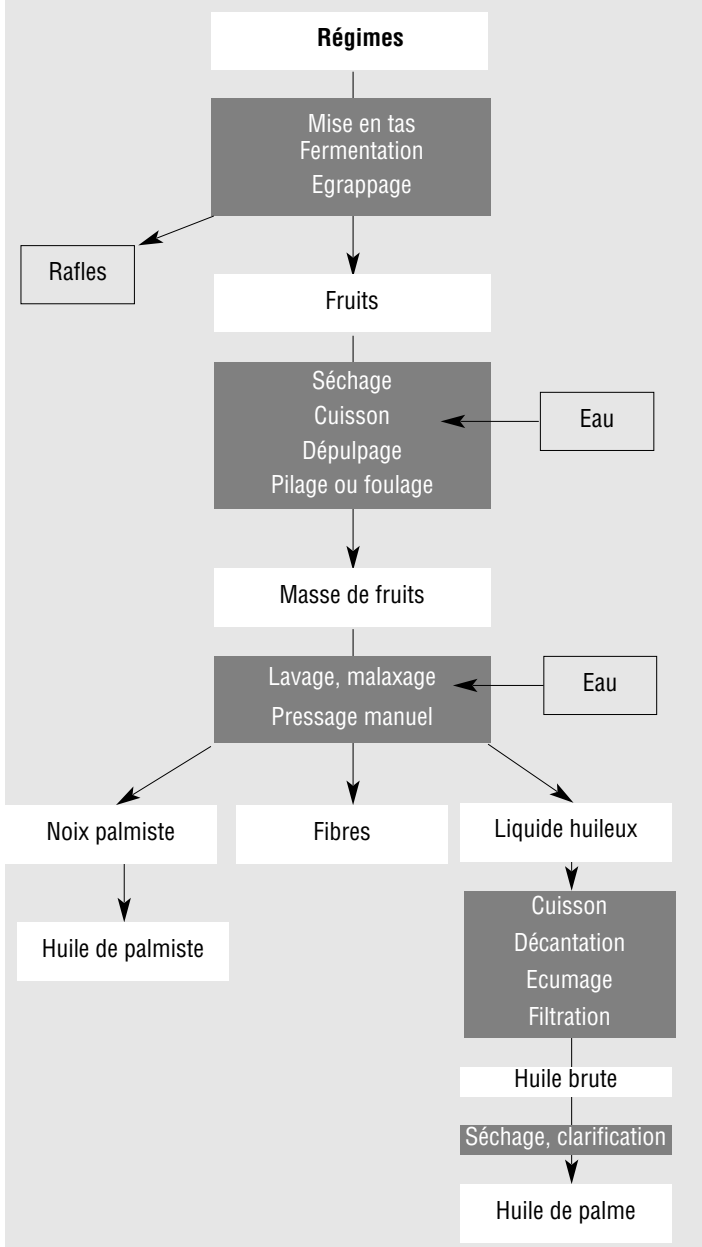 Régimes
Mise en tas
Fermentation
Egrappage
Rafles
Fruits
Séchage
Cuisson
Dépulpage
Pilage ou foulage
Eau
Masse de fruits
Lavage, malaxage
Pressage manuel
Eau
Noix palmiste
Fibres
Liquide huileux
Huile de palmiste
Cuisson
Décantation
Ecumage
Filtration
Huile brute
Séchage, clarification
Huile de palme